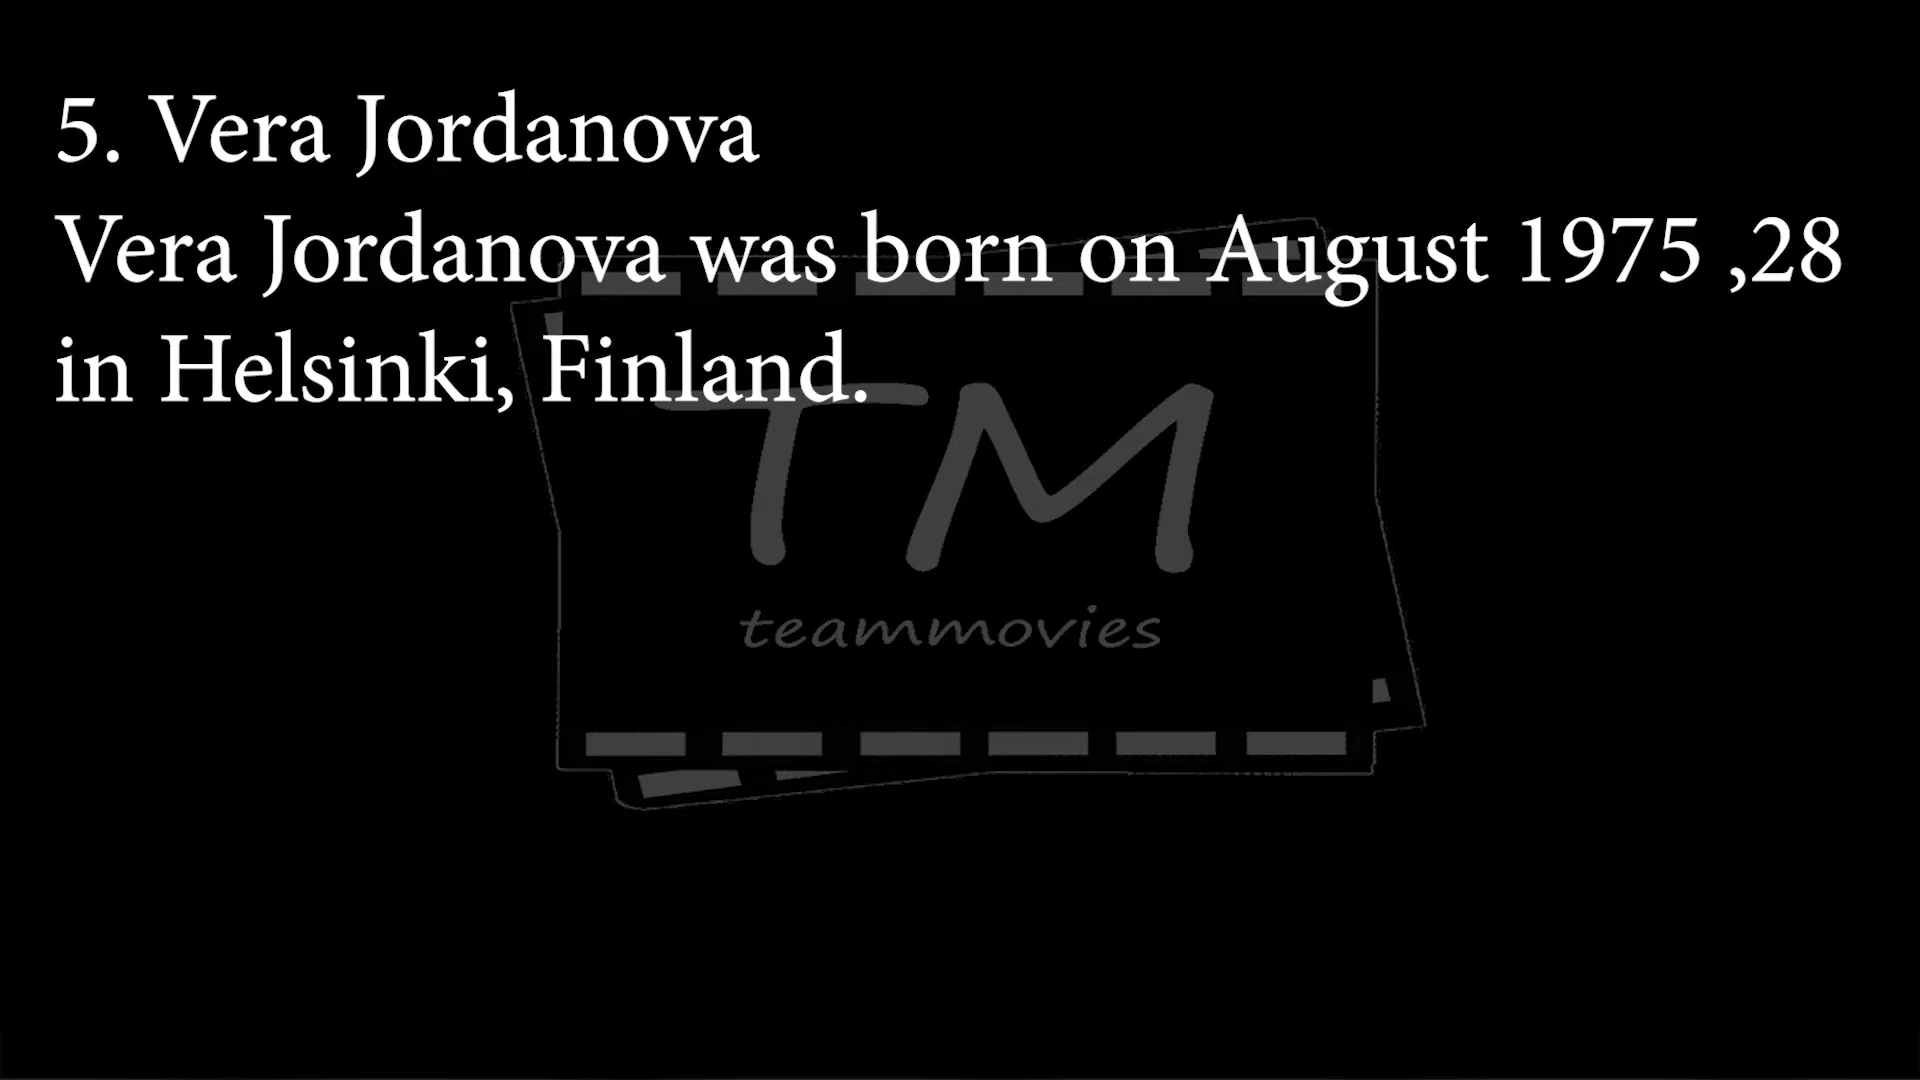 5. Vera Jordanova
Vera Jordanova was born on August 1975 ,28
in Helsinki, Finland.
TM
teammovies